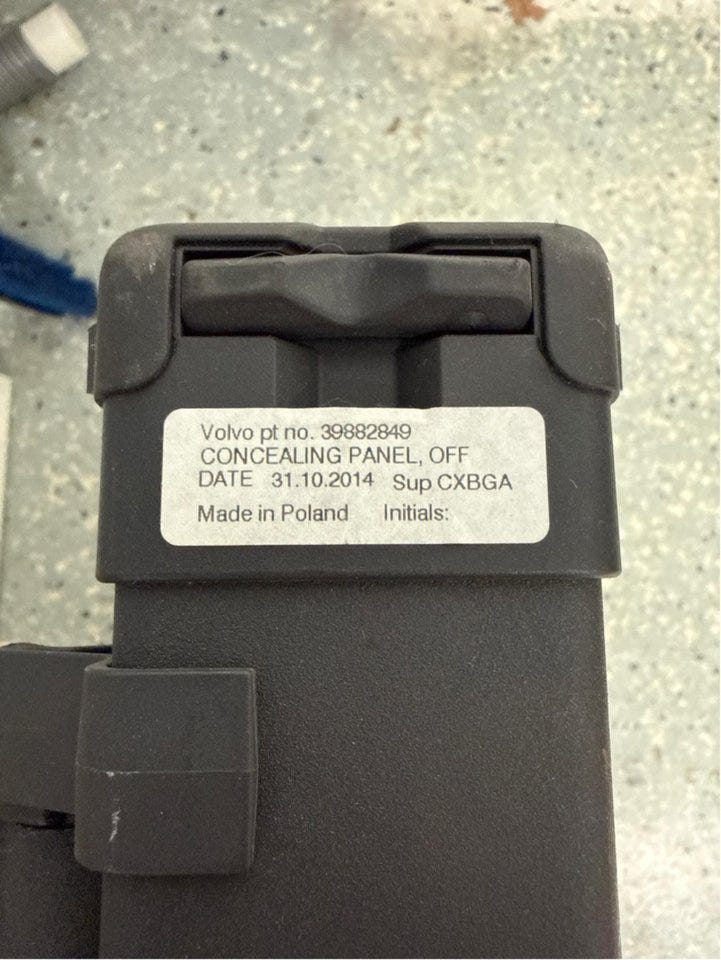 Volvo pt no. 39882849
CONCEALING PANEL, OFF
DATE 31.10.2014 Sup CXBGA
Made in Poland Initials: